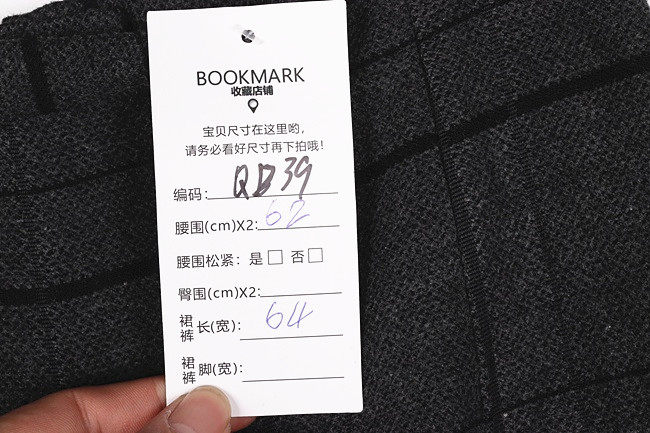 BOOKMARK
收藏店铺
宝贝尺寸在这里哟，
请务必看好尺寸再下拍哦！
编码：QD39
腰围(cm)X2:62
腰围松紧：是□ 否□
臀围(cm)X2:
裙裤长(宽)：64
裙裤脚(宽)：